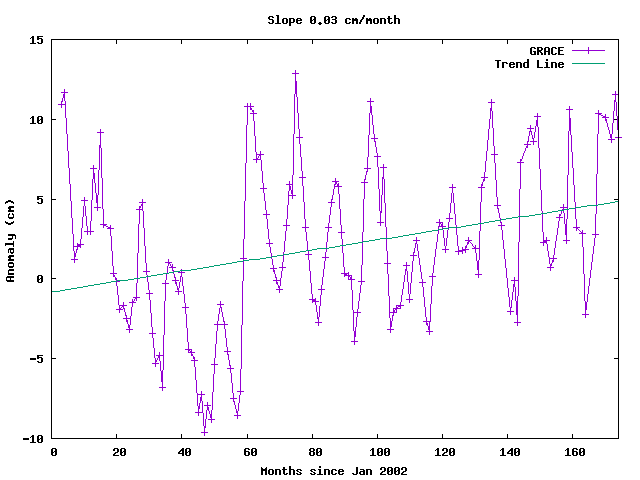 Slope 0.03 cm/month
15
10
5
0
-5
-10
Anomaly (cm)
GRACE
Trend Line
0 20 40 60 80 100 120 140 160
Months since Jan 2002